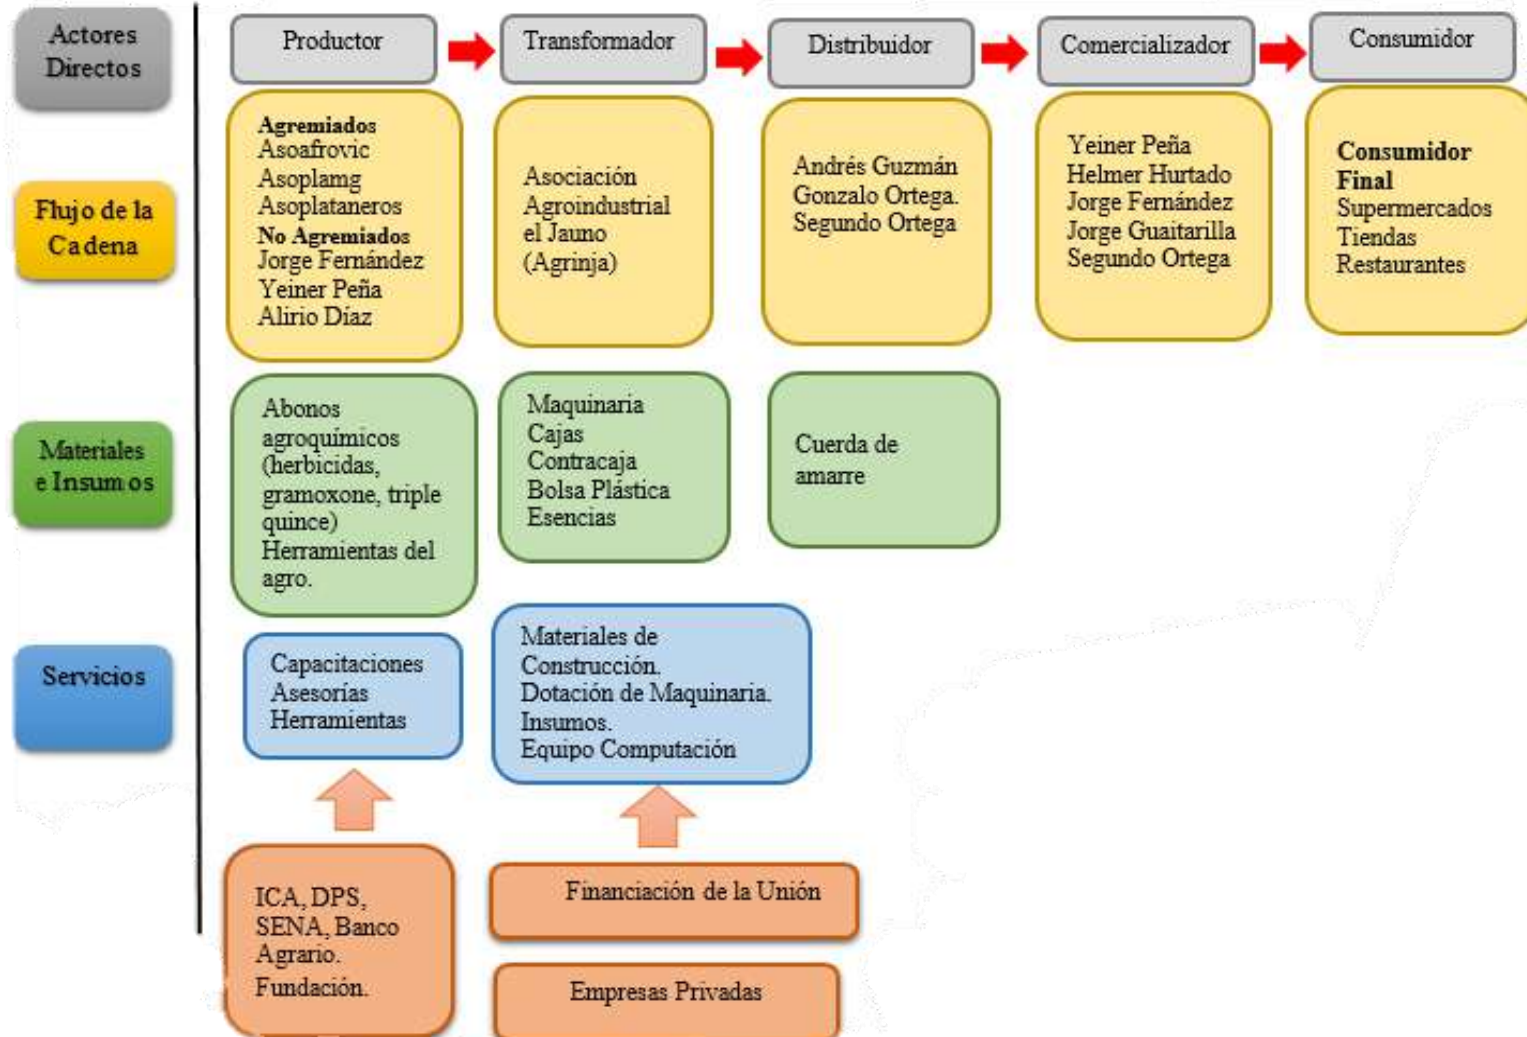 Actores
Directos
Productor
Transformador
Distribuidor
Comercializador
Consumidor
Flujo de la
Cadena
Agremiados
Asoafrovic
Asoplamg
Asoplataneros
No Agremiados
Jorge Fernández
Yeiner Peña
Alirio Díaz
Asociación
Agroindustrial
el Jauno
(Agrinja)
Andrés Guzmán
Gonzalo Ortega.
Segundo Ortega
Yeiner Peña
Helmer Hurtado
Jorge Fernández
Jorge Guaitarilla
Segundo Ortega
Consumidor
Final
Supermercados
Tiendas
Restaurantes
Materiales
e Insumos
Abonos
agroquímicos
(herbicidas,
gramoxone, triple
quince)
Herramientas del
agro.
Maquinaria
Cajas
Contracaja
Bolsa Plástica
Esencias
Cuerda de
amarre
Servicios
Capacitaciones
Asesorías
Herramientas
Materiales de
Construcción.
Dotación de Maquinaria.
Insumos.
Equipo Computación
ICA, DPS,
SENA, Banco
Agrario.
Fundación.
Financiación de la Unión
Empresas Privadas